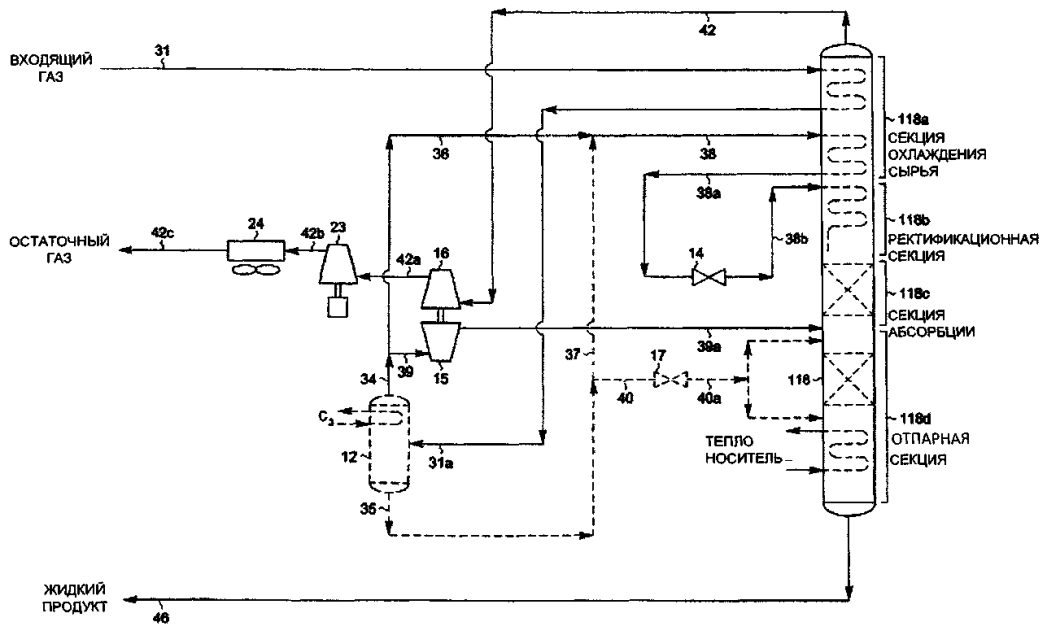 42
31
ВХОДЯЩИЙ
ГАЗ
118a
36
38
СЕКЦИЯ
ОХЛАЖДЕНИЯ
СЫРЬЯ
38a
118b
РЕКТИФИКАЦИОННАЯ
СЕКЦИЯ
38b
14
ОСТАТОЧНЫЙ
ГАЗ
42c
24
42b
23
42a
16
118c
СЕКЦИЯ
АБСОРБЦИИ
39a
37
17
34
39
15
40
40a
116
118d
C3
12
31a
ТЕПЛО
НОСИТЕЛЬ
ОТПАРНАЯ
СЕКЦИЯ
35
ЖИДКИЙ
ПРОДУКТ
46